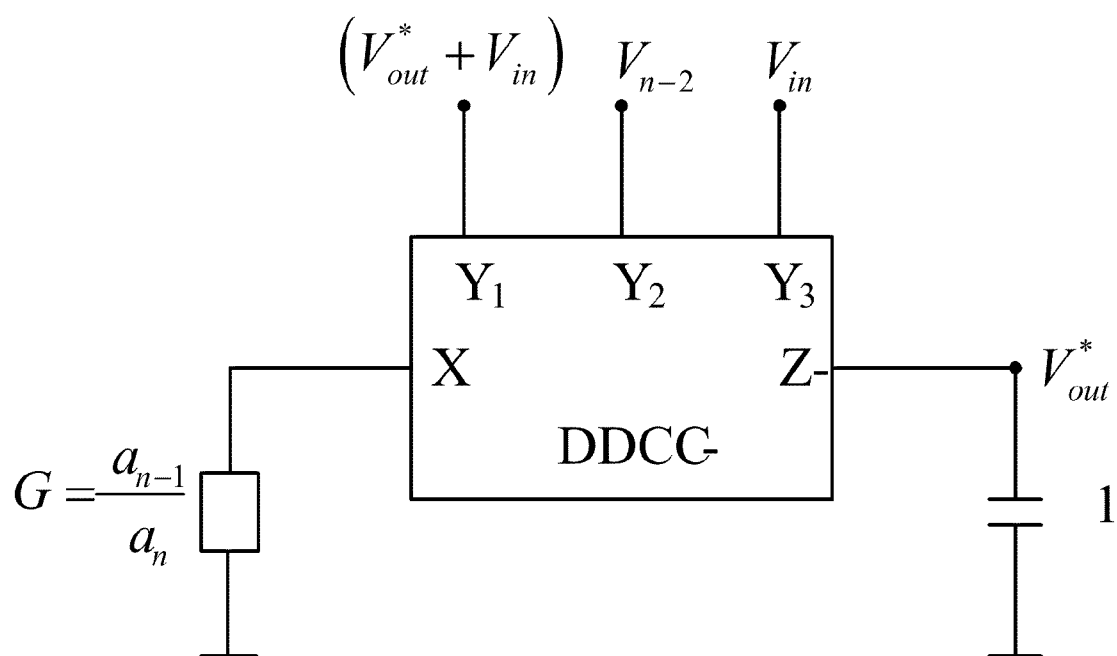 (V*out + Vin) Vn−2 Vin
Y1 Y2 Y3
X Z- V*out
DDCC-
G = an−1/an 1